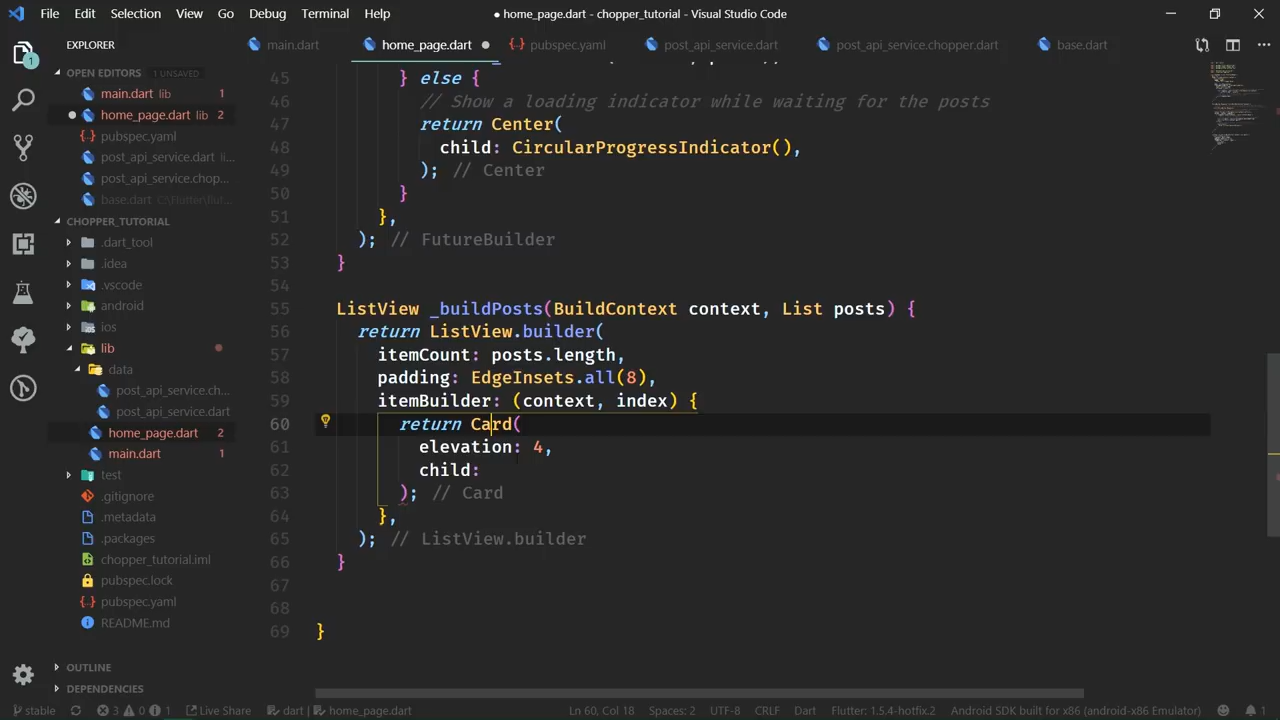 File Edit Selection View Go Debug Terminal Help
● home_page.dart - chopper_tutorial - Visual Studio Code
EXPLORER
main.dart home_page.dart pubspec.yaml post_api_service.dart post_api_service.chopper.dart base.dart
OPEN EDITORS 1 UNSAVED
main.dart lib 1
home_page.dart lib 2
pubspec.yaml
post_api_service.dart li...
post_api_service.chop...
base.dart C:\Flutter\flut...
CHOPPER_TUTORIAL
.dart_tool
.idea
.vscode
android
ios
lib
data
post_api_service.ch...
post_api_service.dart
home_page.dart 2
main.dart 1
test
.gitignore
.metadata
.packages
chopper_tutorial.iml
pubspec.lock
pubspec.yaml
README.md
OUTLINE
DEPENDENCIES
45 } else {
46 // Show a loading indicator while waiting for the posts
47 return Center(
48 child: CircularProgressIndicator(),
49 ); // Center
50 }
51 },
52 ); // FutureBuilder
53 }
54
55 ListView _buildPosts(BuildContext context, List posts) {
56 return ListView.builder(
57 itemCount: posts.length,
58 padding: EdgeInsets.all(8),
59 itemBuilder: (context, index) {
60 return Card(
61 elevation: 4,
62 child:
63 ); // Card
64 },
65 ); // ListView.builder
66 }
67
68
69 }
stable 3 0 1 Live Share dart | home_page.dart Ln 60, Col 18 Spaces: 2 UTF-8 CRLF Dart Flutter: 1.5.4-hotfix.2 Android SDK built for x86 (android-x86 Emulator) 1